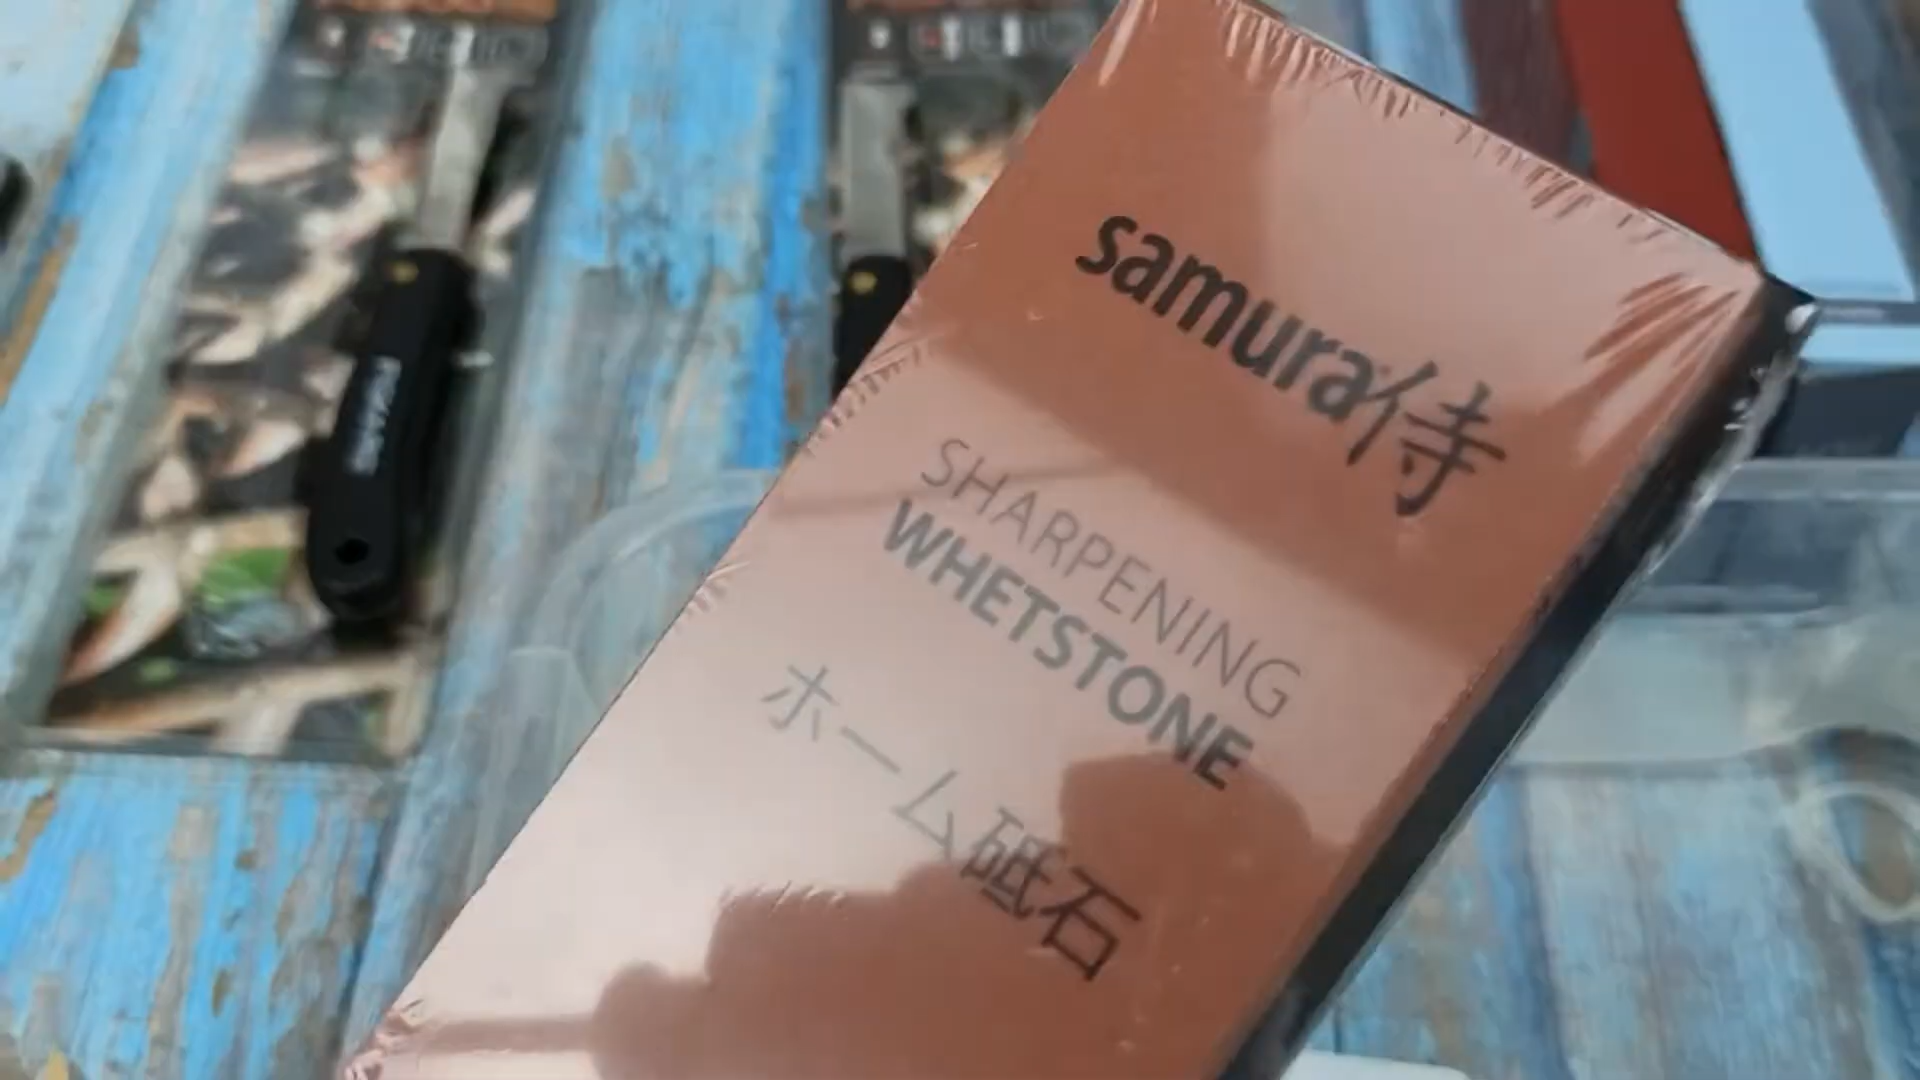 samura侍
SHARPENING
WHETSTONE
ホーム砥石